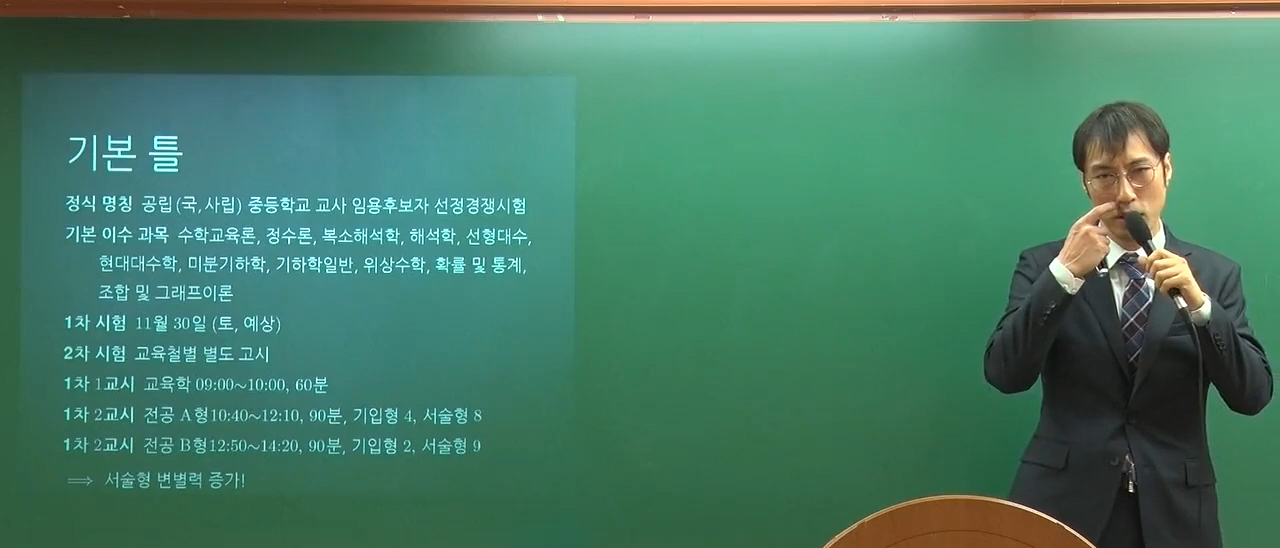 기본 틀
정식 명칭 공립(국,사립) 중등학교 교사 임용후보자 선정경쟁시험
기본 이수 과목 수학교육론, 정수론, 복소해석학, 해석학, 선형대수,
현대대수학, 미분기하학, 기하학일반, 위상수학, 확률 및 통계,
조합 및 그래프이론
1차 시험 11월 30일 (토, 예상)
2차 시험 교육철별 별도 고시
1차 1교시 교육학 09:00~10:00, 60분
1차 2교시 전공 A형10:40~12:10, 90분, 기입형 4, 서술형 8
1차 2교시 전공 B형12:50~14:20, 90분, 기입형 2, 서술형 9
⟹ 서술형 변별력 증가!